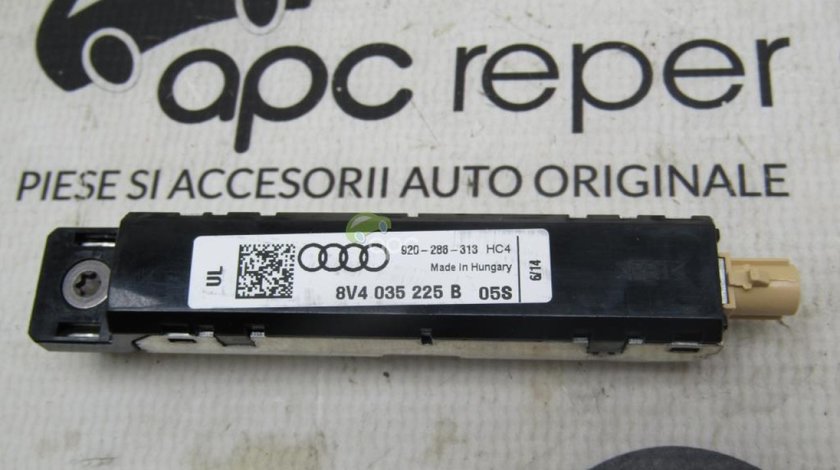 apc reper
PIESE SI ACCESORII AUTO ORIGINALE
UL
920-286-313 HC4
Made in Hungary
6/14
8V4 035 225 B 05S